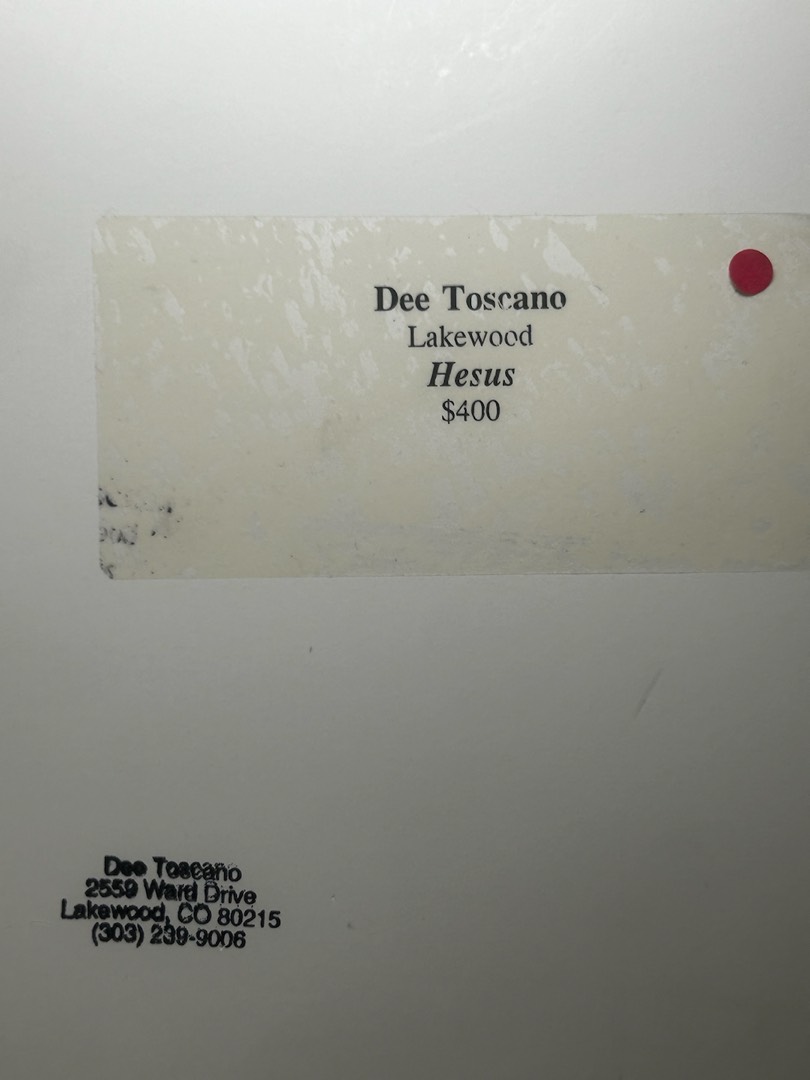 Dee Toscano
Lakewood
Hesus
$400
Dee Toscano
2559 Ward Drive
Lakewood, CO 80215
(303) 239-9006